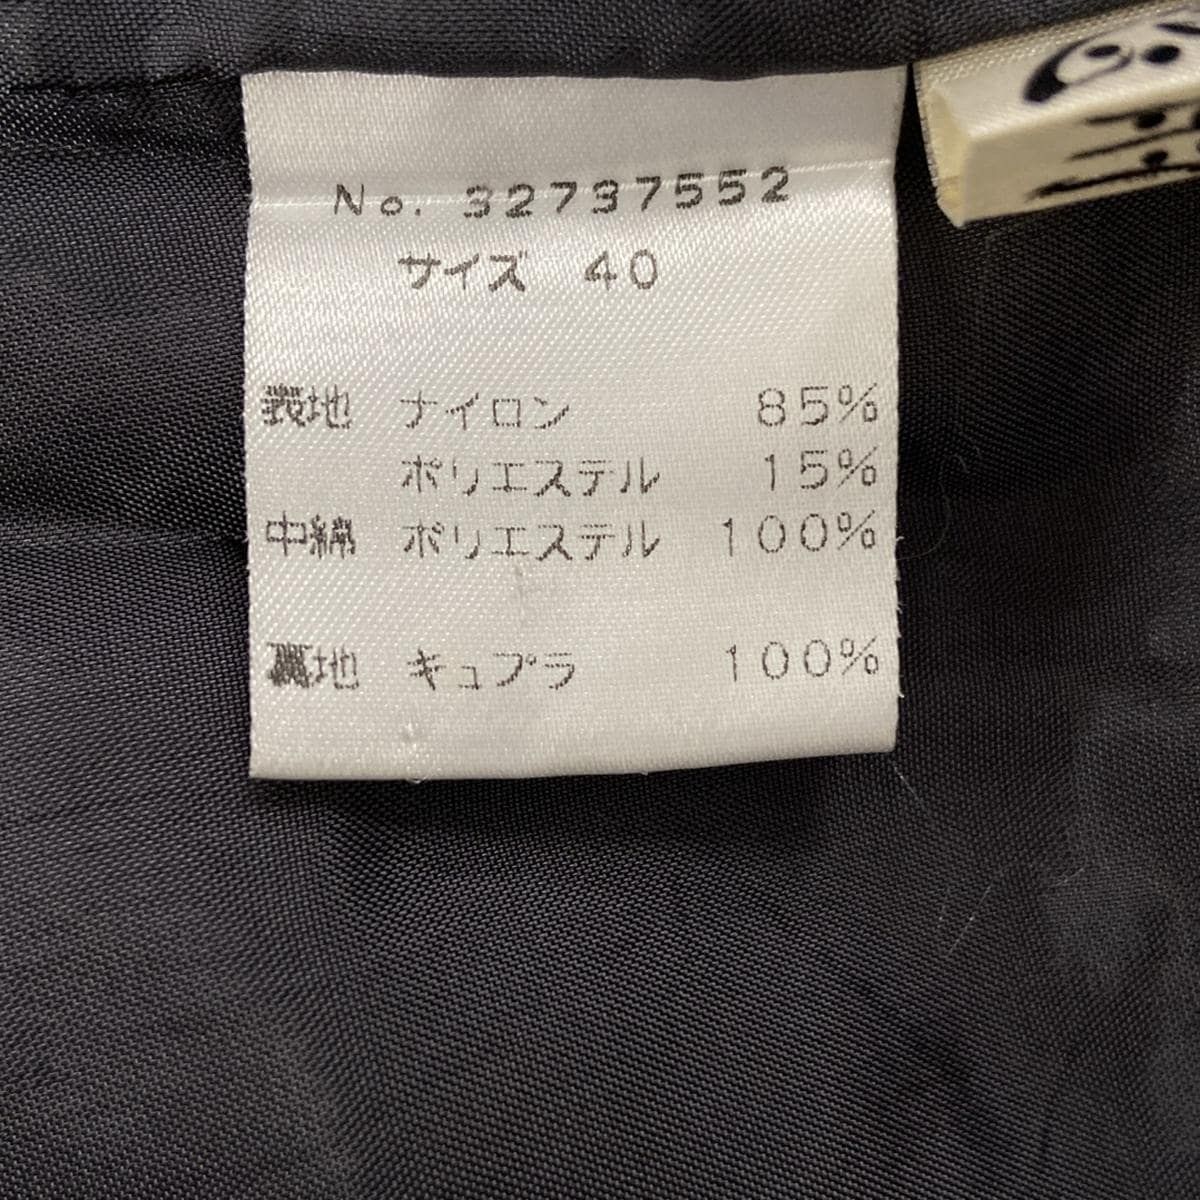 No. 32737552
サイズ 40
表地 ナイロン 85%
ポリエステル 15%
中綿 ポリエステル 100%
裏地 キュプラ 100%